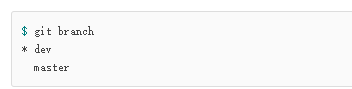 $ git branch
* dev
  master